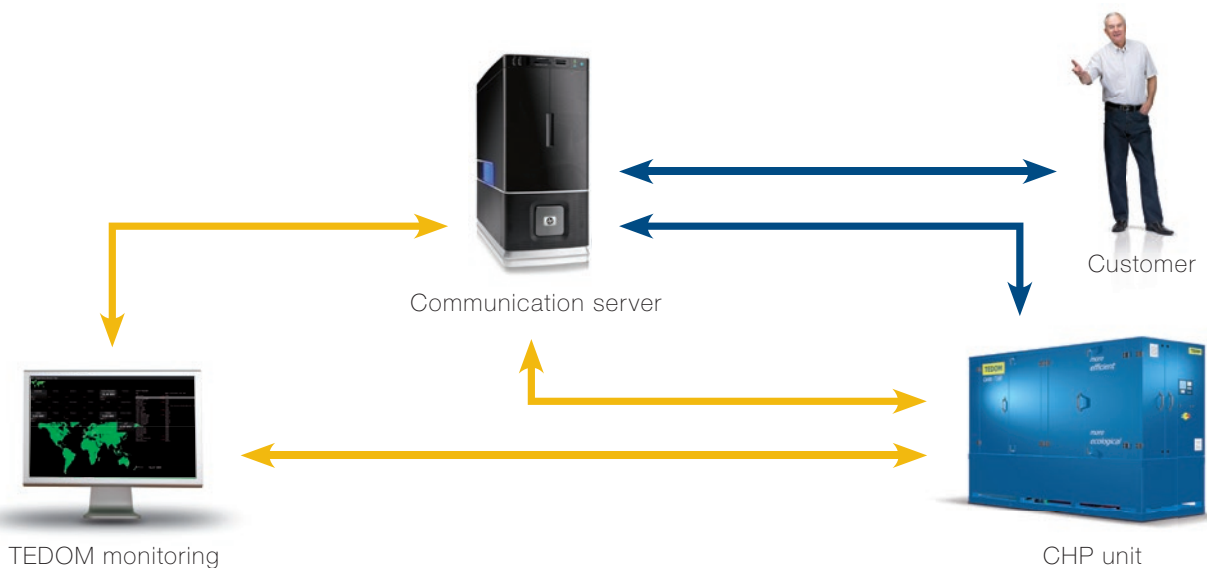 Communication server
Customer
TEDOM monitoring
TEDOM
more
efficient
more
ecological
CHP unit